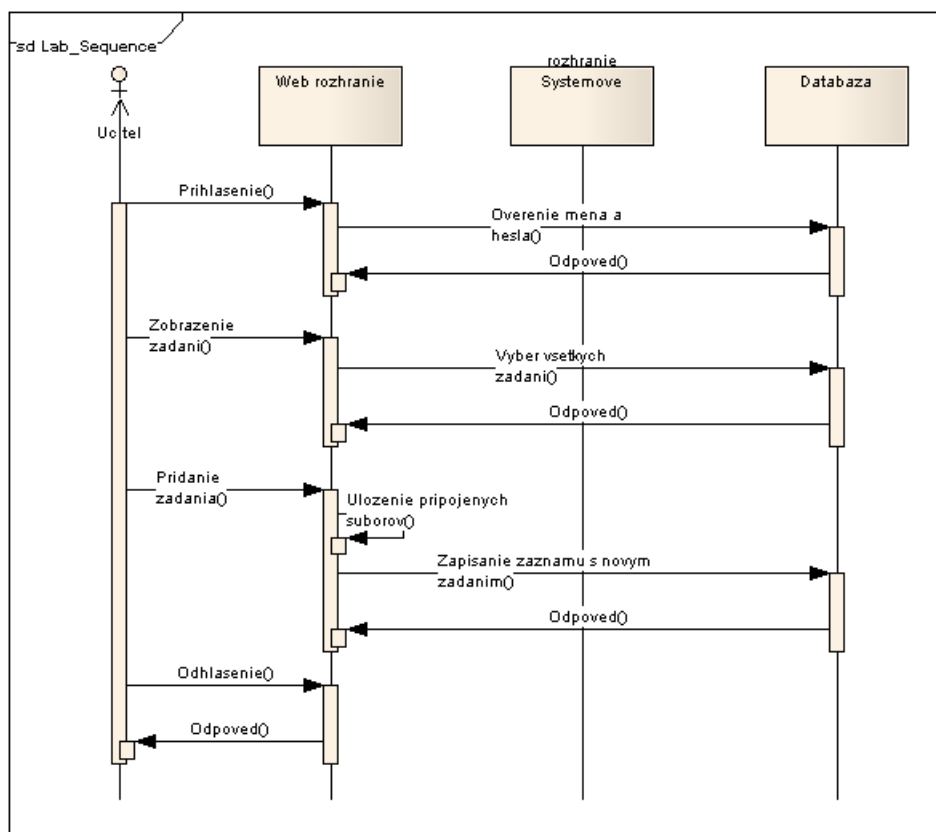 sd Lab_Sequence
Ucitel
Web rozhranie
rozhranie
Systemove
Databaza
Prihlasenie()
Overenie mena a
hesla()
Odpoved()
Zobrazenie
zadani()
Vyber vsetkych
zadani()
Odpoved()
Pridanie
zadania()
Ulozenie pripojenych
suborov()
Zapisanie zaznamu s novym
zadanim()
Odpoved()
Odhlasenie()
Odpoved()